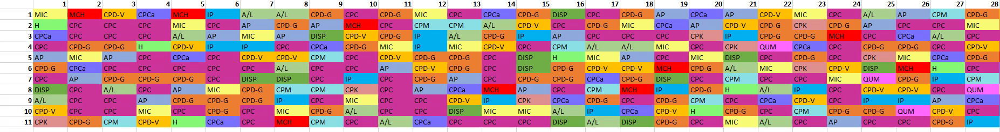 1 2 3 4 5 6 7 8 9 10 11 12 13 14 15 16 17 18 19 20 21 22 23 24 25 26 27 28
1 MIC MCH CPD-V CPCa MCH IP A/L A/L CPD-G CPC CPC MIC CPC CPCa CPD-G DISP CPC CPD-G AP CPCa AP CPD-V MIC CPC A/L AP CPM CPD-G
2 H CPC CPC CPC MIC CPC AP CPD-G AP MCH CPC CPM CPM A/L CPD-V CPC CPD-G MIC CPCa AP CPD-V CPD-G CPK CPD-G AP CPC CPC MIC
3 CPCa CPC CPC CPC A/L AP MIC AP DISP CPD-V CPD-G IP A/L CPD-G IP AP CPC CPC CPC CPK IP CPD-G CPD-G MCH CPC CPCa A/L CPC
4 CPC CPD-G CPD-G H CPD-V IP IP CPC CPCa CPD-G MIC IP MIC CPD-V CPC CPM A/L A/L MIC CPC CPK QUM CPCa CPC CPD-G CPD-G CPC CPD-V
5 AP MIC AP CPC CPCa CPC CPD-V CPD-V CPM CPC CPD-V CPD-G CPD-G CPC DISP H MIC AP CPC MIC DISP CPC CPD-G CPC CPK MIC CPCa CPD-G
6 CPD-G CPCa CPC CPC CPC CPC CPC A/L CPC CPC AP CPD-V CPD-G CPC DISP CPD-G CPD-V CPD-V MCH CPD-G A/L MIC CPK CPD-V DISP MCH H CPC
7 CPC AP CPD-G CPD-G CPD-G CPC DISP DISP CPC IP CPC CPD-G AP CPC CPD-G CPD-G CPCa CPD-G DISP CPC CPM CPC CPC MIC QUM CPD-G IP CPM
8 DISP CPC A/L CPC AP MIC CPD-G CPM CPM CPK CPC AP CPCa MCH AP CPC CPM MCH IP CPD-G H A/L IP CPC CPD-V CPD-V CPC QUM
9 A/L CPC CPC AP CPD-G CPD-G CPD-G IP CPC MIC CPC CPC CPD-V IP CPK CPCa CPD-G CPC CPD-G CPM CPC CPCa CPD-V CPC IP IP AP CPCa
10 CPD-V CPC CPC MIC CPC CPD-G CPC MIC CPD-G A/L CPC CPC DISP MIC MIC A/L IP CPCa CPD-V H CPD-G CPC CPM CPD-G CPD-G QUM CPD-V CPC
11 CPK CPD-G CPM CPD-V H CPCa CPC MCH CPM CPC A/L CPCa CPC CPC CPC DISP A/L DISP CPD-G CPC MIC A/L CPC AP CPC CPC CPD-G IP